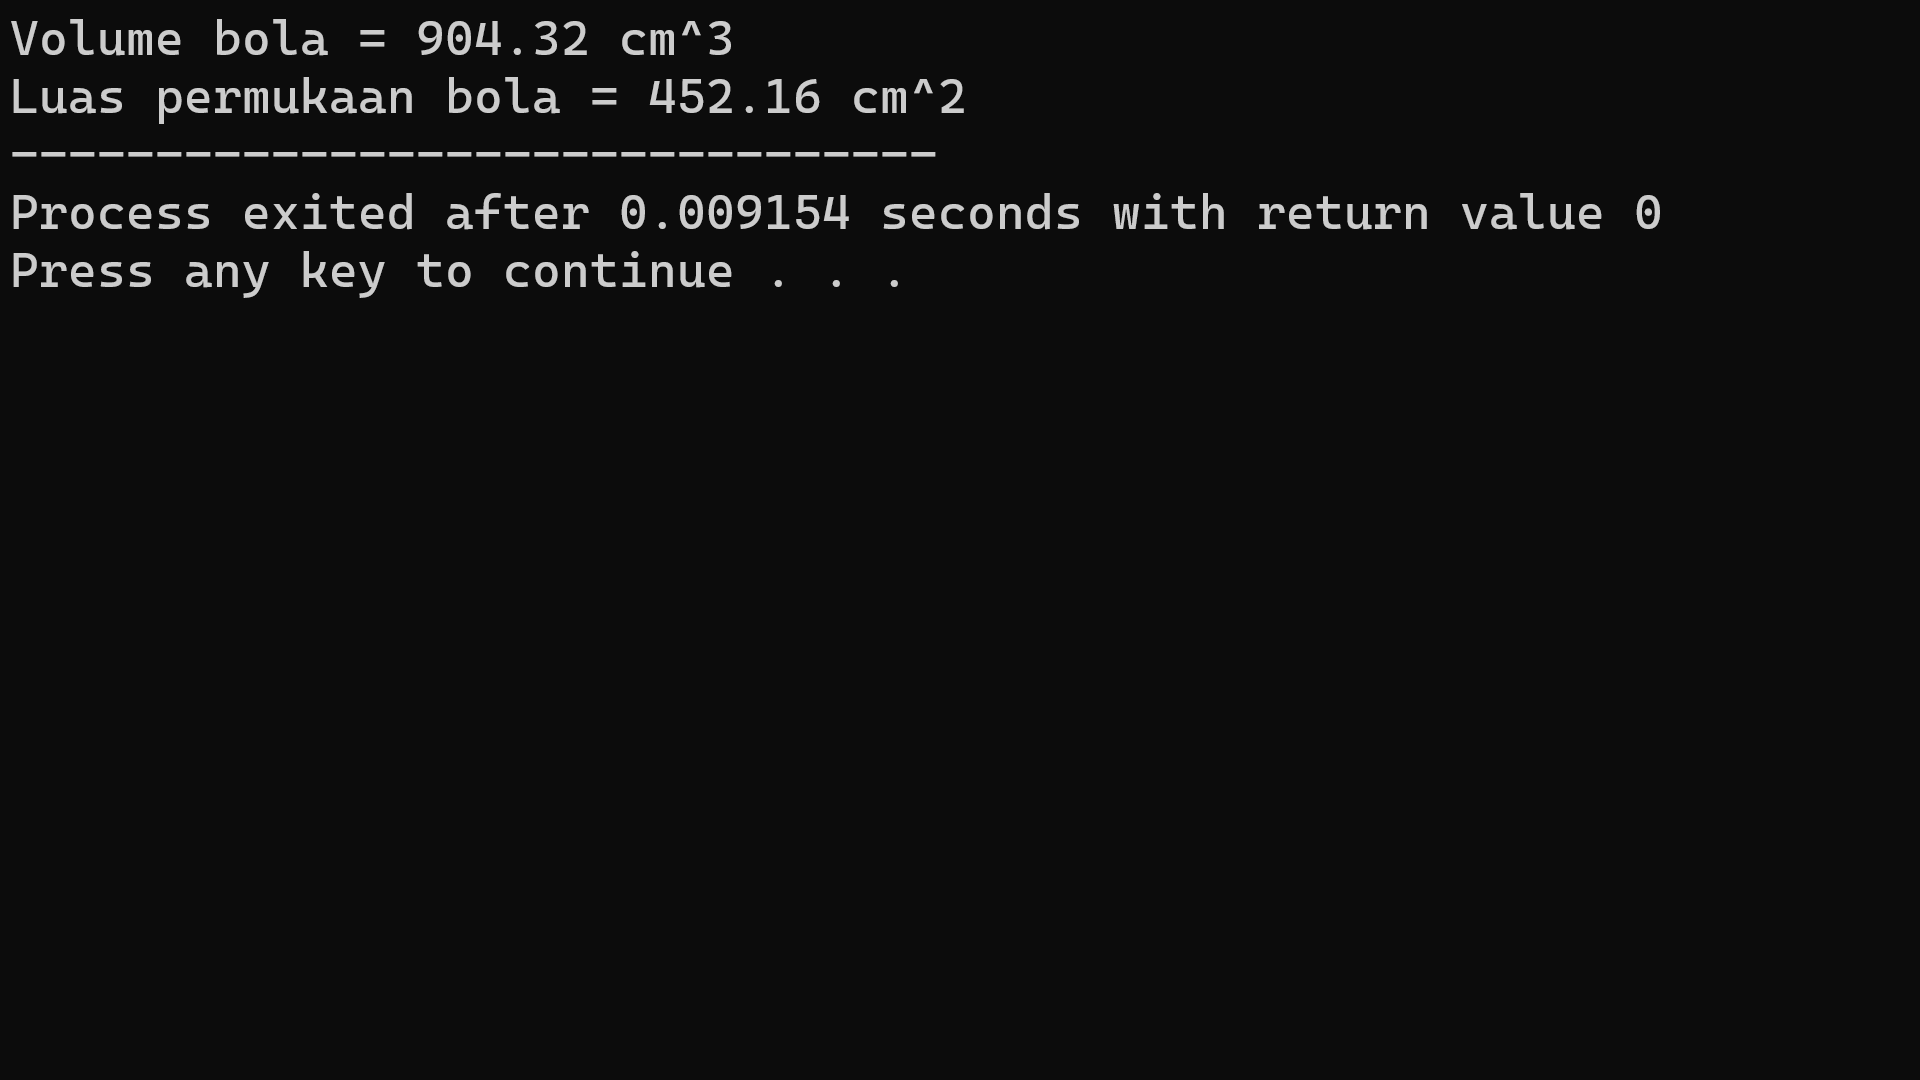 Volume bola = 904.32 cm^3
Luas permukaan bola = 452.16 cm^2
--------------------------------
Process exited after 0.009154 seconds with return value 0
Press any key to continue . . .